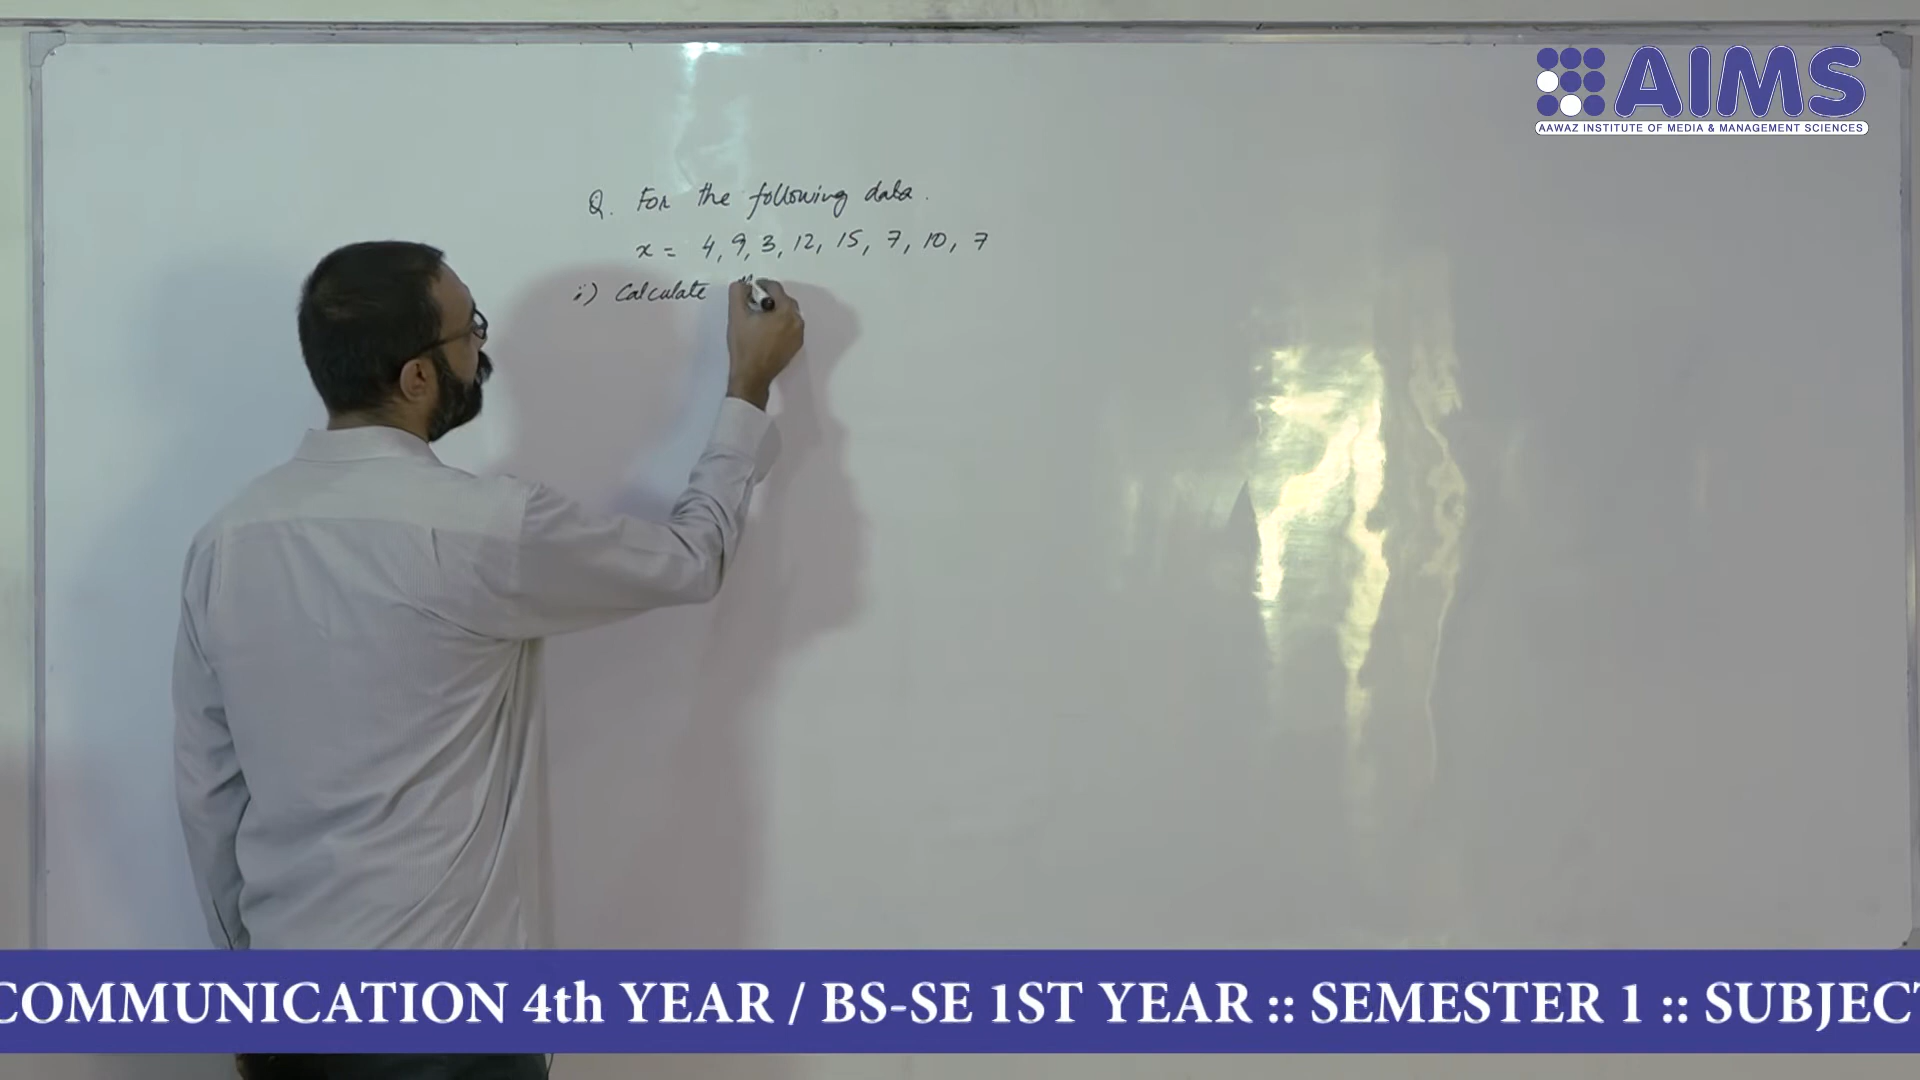 AIMS
AAWAZ INSTITUTE OF MEDIA & MANAGEMENT SCIENCES
Q. For the following data.
x = 4, 9, 3, 12, 15, 7, 10, 7
i) Calculate
COMMUNICATION 4th YEAR / BS-SE 1ST YEAR :: SEMESTER 1 :: SUBJECT